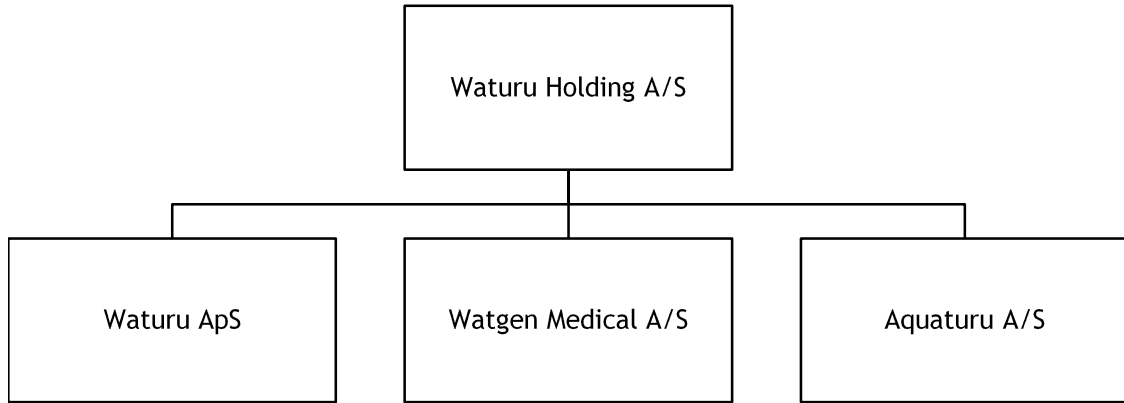 Waturu Holding A/S
Waturu ApS
Watgen Medical A/S
Aquaturu A/S